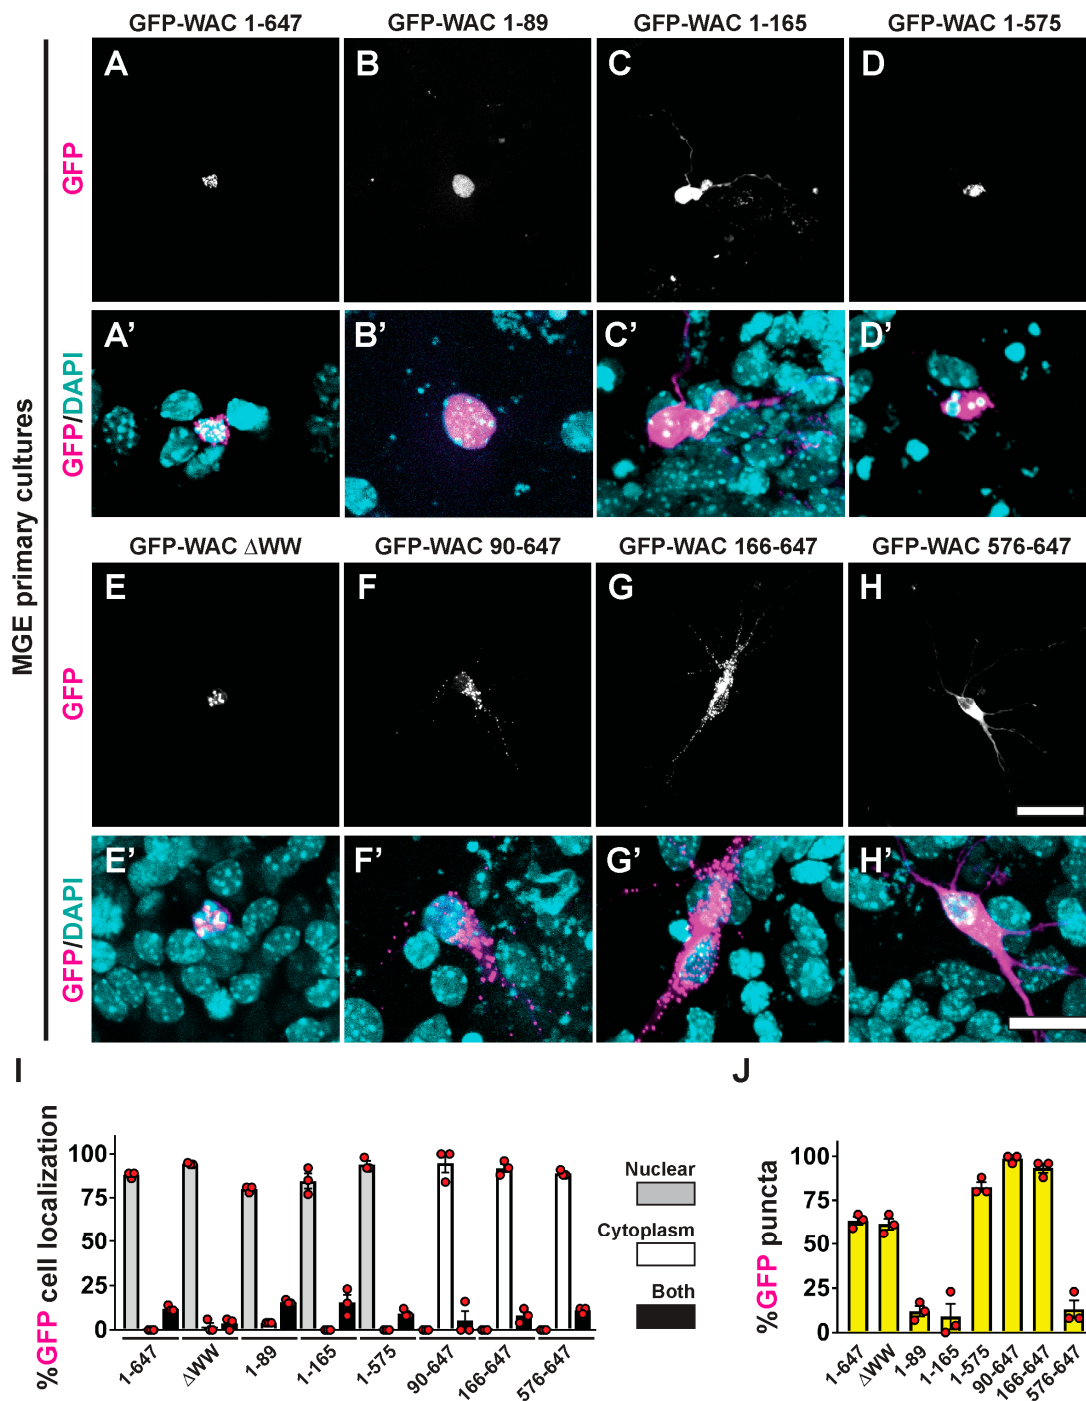 GFP-WAC 1-647 GFP-WAC 1-89 GFP-WAC 1-165 GFP-WAC 1-575
A B C D
GFP
A’ B’ C’ D’
GFP/DAPI
MGE primary cultures
GFP-WAC ΔWW GFP-WAC 90-647 GFP-WAC 166-647 GFP-WAC 576-647
E F G H
GFP
E’ F’ G’ H’
GFP/DAPI
I
%GFP cell localization
100
75
50
25
0
1-647 ΔWW 1-89 1-165 1-575 90-647 166-647 576-647
Nuclear
Cytoplasm
Both
J
%GFP puncta
100
75
50
25
0
1-647 ΔWW 1-89 1-165 1-575 90-647 166-647 576-647